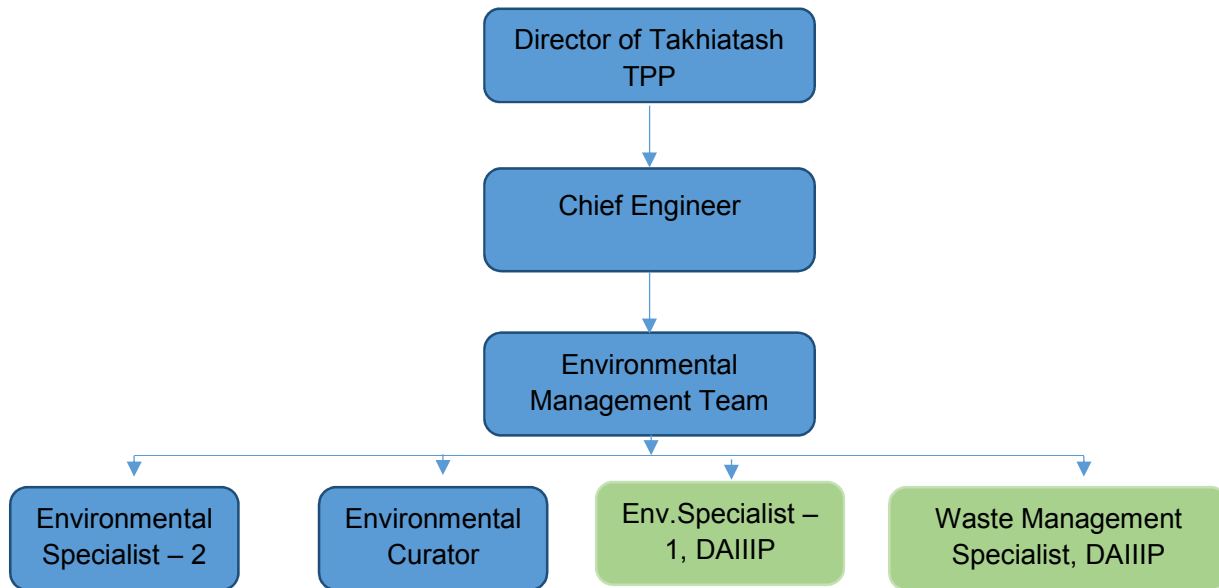 Director of Takhiatash
TPP
Chief Engineer
Environmental
Management Team
Environmental
Specialist – 2
Environmental
Curator
Env.Specialist –
1, DAIIIP
Waste Management
Specialist, DAIIIP